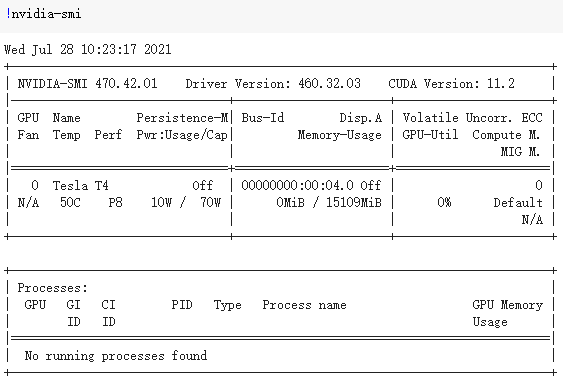 !nvidia-smi
Wed Jul 28 10:23:17 2021
NVIDIA-SMI 470.42.01 Driver Version: 460.32.03 CUDA Version: 11.2
GPU Name Persistence-M| Bus-Id Disp.A | Volatile Uncorr. ECC
Fan Temp Perf Pwr:Usage/Cap| Memory-Usage | GPU-Util Compute M.
MIG M.
0 Tesla T4 Off | 00000000:00:04.0 Off | 0
N/A 50C P8 10W / 70W | 0MiB / 15109MiB | 0% Default
N/A
Processes:
GPU GI CI PID Type Process name GPU Memory
ID ID Usage
No running processes found